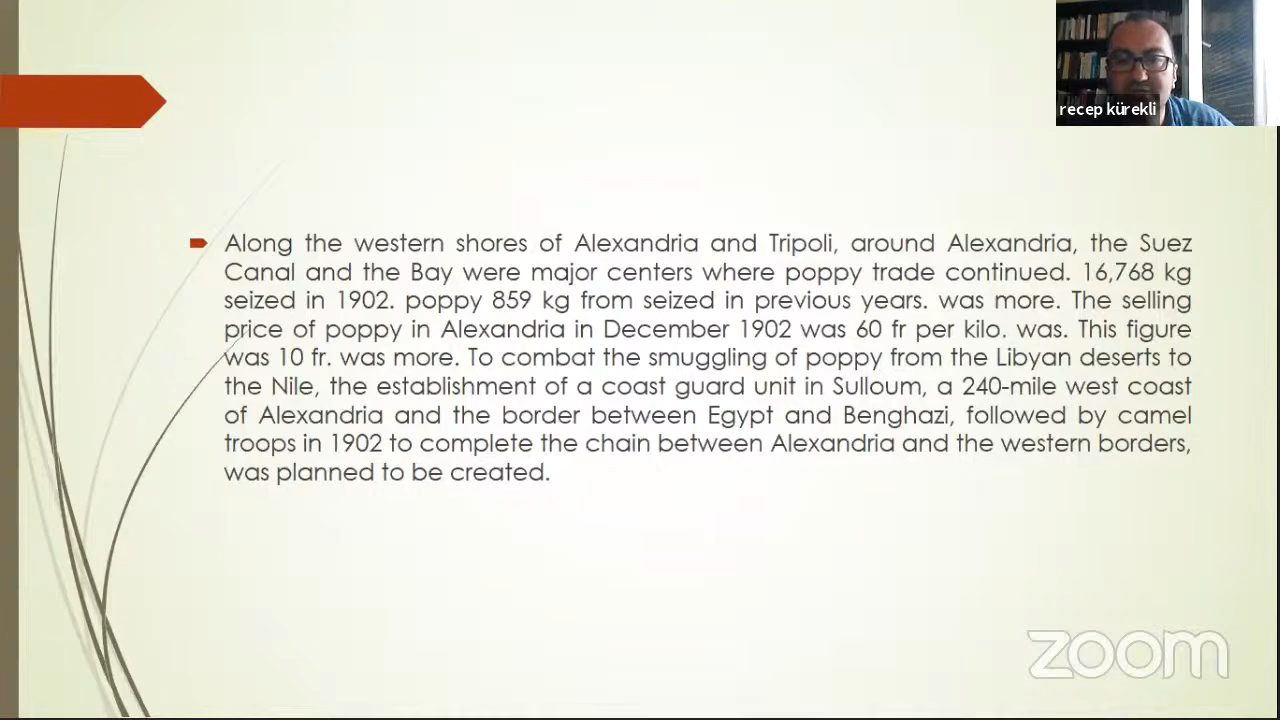 recep kürekli
Along the western shores of Alexandria and Tripoli, around Alexandria, the Suez
Canal and the Bay were major centers where poppy trade continued. 16,768 kg
seized in 1902. poppy 859 kg from seized in previous years. was more. The selling
price of poppy in Alexandria in December 1902 was 60 fr per kilo. was. This figure
was 10 fr. was more. To combat the smuggling of poppy from the Libyan deserts to
the Nile, the establishment of a coast guard unit in Sulloum, a 240-mile west coast
of Alexandria and the border between Egypt and Benghazi, followed by camel
troops in 1902 to complete the chain between Alexandria and the western borders,
was planned to be created.
zoom